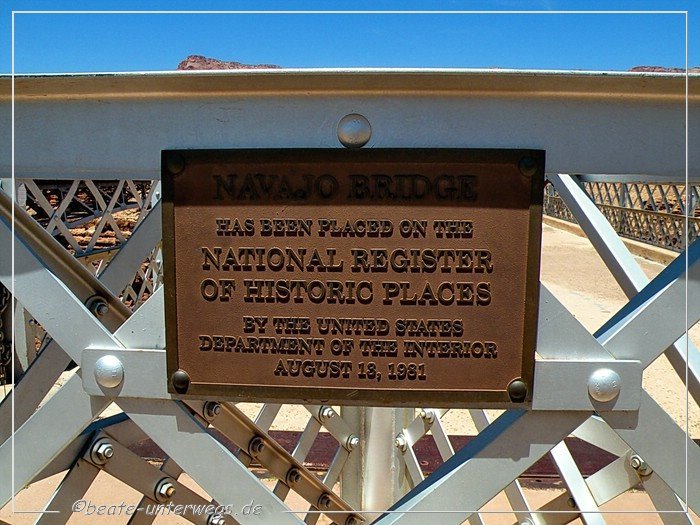 NAVAJO BRIDGE
HAS BEEN PLACED ON THE
NATIONAL REGISTER
OF HISTORIC PLACES
BY THE UNITED STATES
DEPARTMENT OF THE INTERIOR
AUGUST 13, 1981
©beate-unterwegs.de